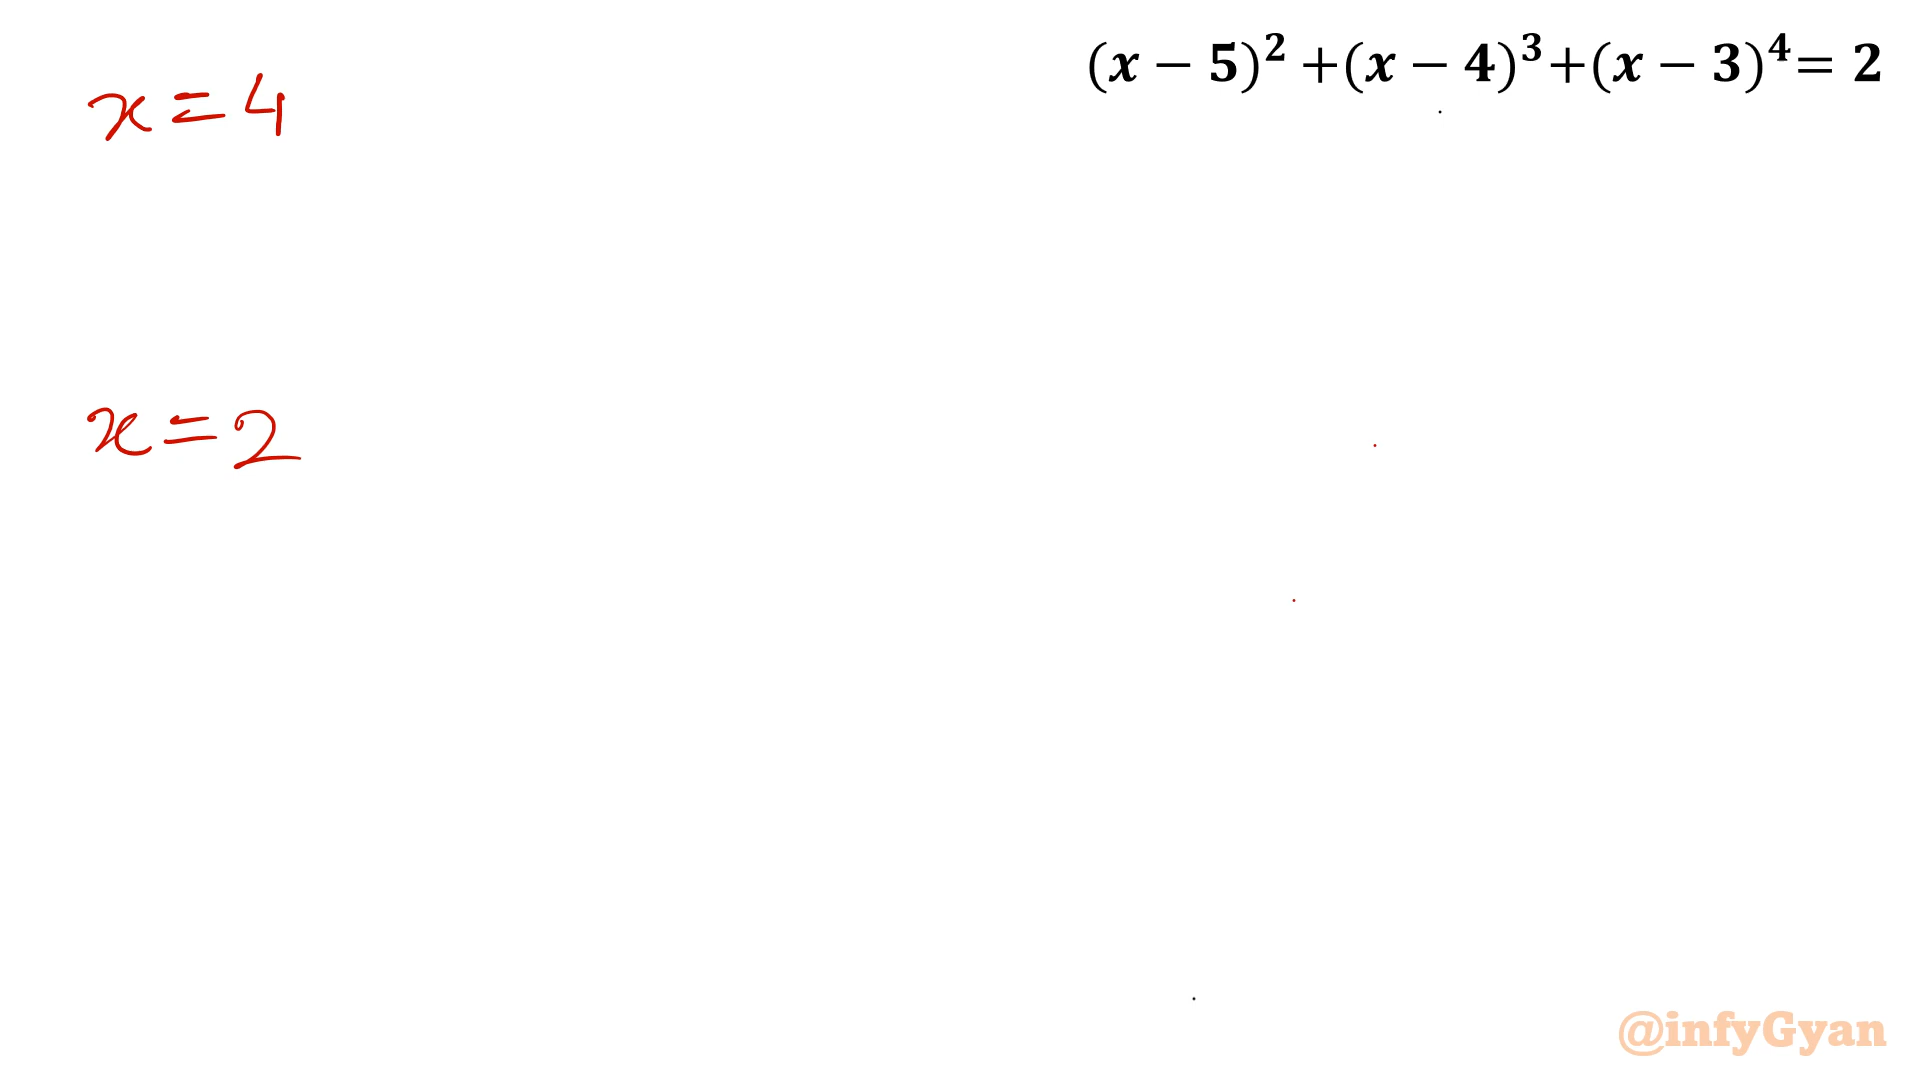 (x − 5)² + (x − 4)³ + (x − 3)⁴ = 2
x = 4
x = 2
@infyGyan